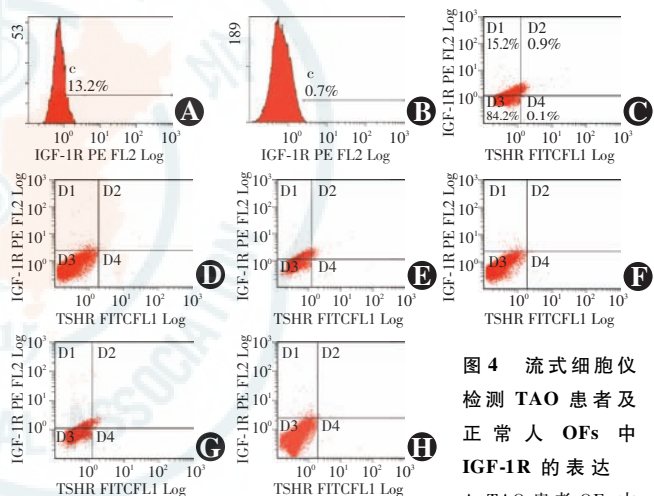 53
c
13.2%
A
10⁰ 10¹ 10² 10³
IGF-1R PE FL2 Log
189
c
0.7%
B
10⁰ 10¹ 10² 10³
IGF-1R PE FL2 Log
IGF-1R PE FL2 Log
10³
10²
10¹
10⁰
D1 D2
15.2% 0.9%
D3 D4
84.2% 0.1%
C
10⁰ 10¹ 10² 10³
TSHR FITCFL1 Log
IGF-1R PE FL2 Log
10³
10²
10¹
10⁰
D1 D2
D3 D4
D
10⁰ 10¹ 10² 10³
TSHR FITCFL1 Log
IGF-1R PE FL2 Log
10³
10²
10¹
10⁰
D1 D2
D3 D4
E
10⁰ 10¹ 10² 10³
TSHR FITCFL1 Log
IGF-1R PE FL2 Log
10³
10²
10¹
10⁰
D1 D2
D3 D4
F
10⁰ 10¹ 10² 10³
TSHR FITCFL1 Log
IGF-1R PE FL2 Log
10³
10²
10¹
10⁰
D1 D2
D3 D4
G
10⁰ 10¹ 10² 10³
TSHR FITCFL1 Log
IGF-1R PE FL2 Log
10³
10²
10¹
10⁰
D1 D2
D3 D4
H
10⁰ 10¹ 10² 10³
TSHR FITCFL1 Log
图 4 流式细胞仪
检测 TAO 患者及
正常人 OFs 中
IGF-1R 的表达